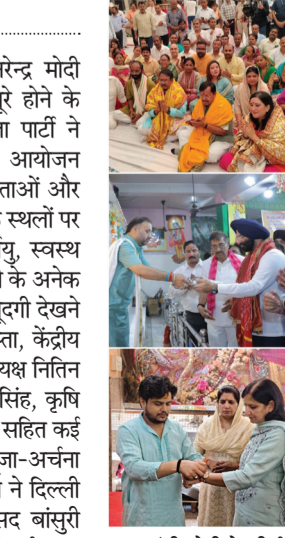 रेन्द्र मोदी
रे होने के
ा पार्टी ने
आयोजन
ताओं और
स्थलों पर
र्यु, स्वस्थ
के अनेक
ूदगी देखने
प्ता, केंद्रीय
यक्ष नितिन
सिंह, कृषि
सहित कई
जा-अर्चना
ने दिल्ली
सद बांसुरी